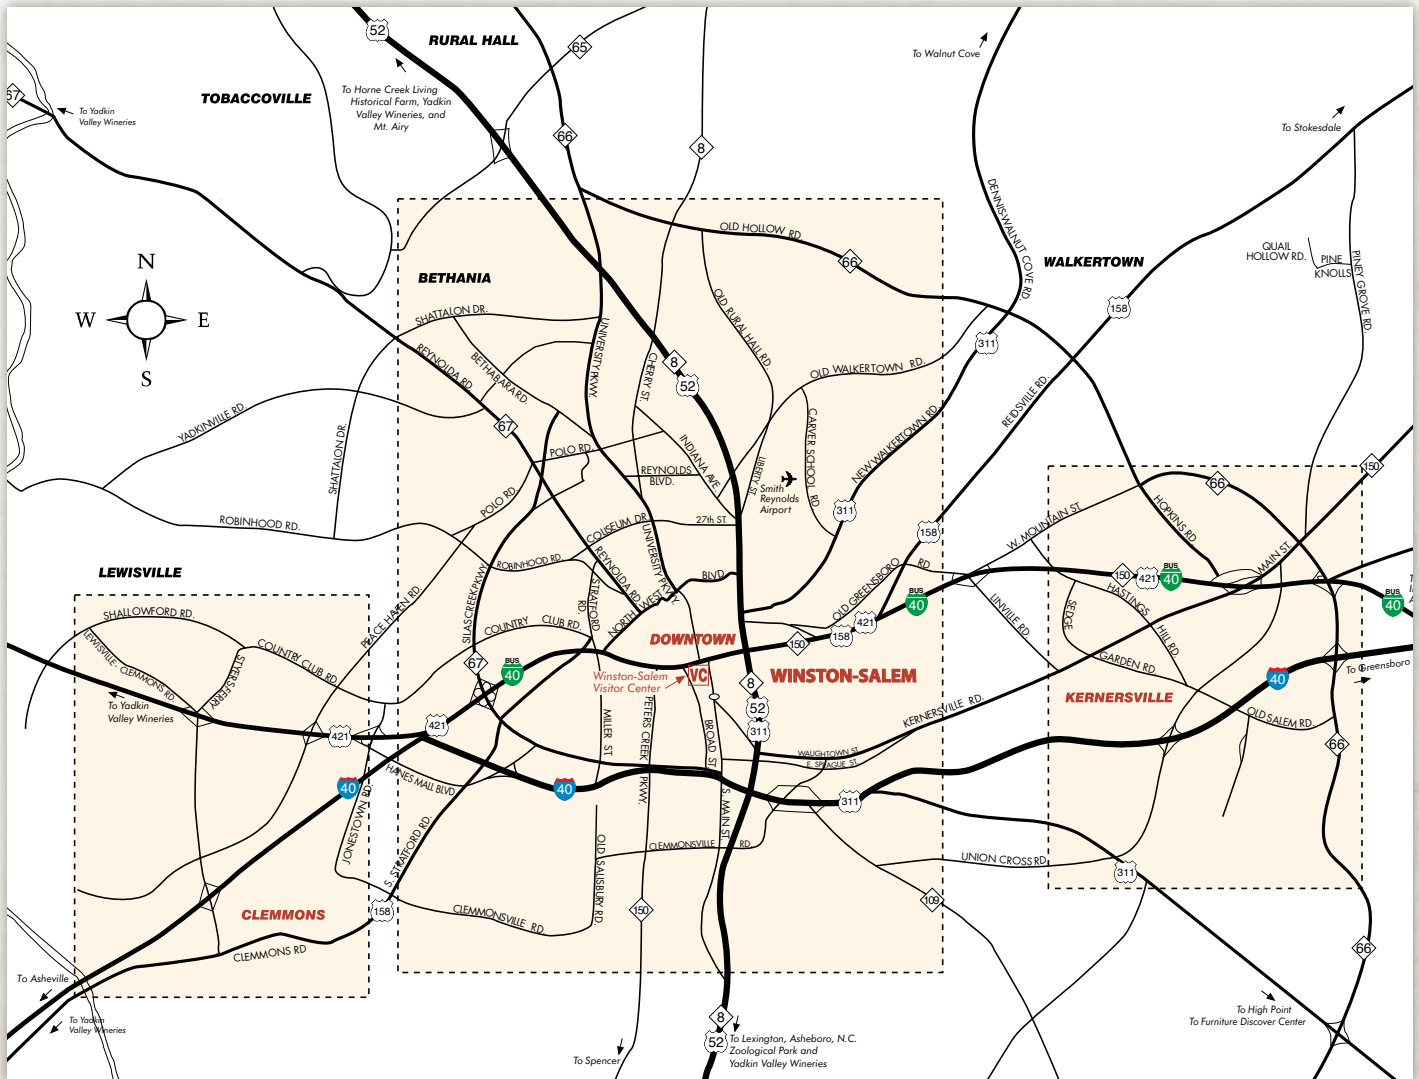 52
RURAL HALL
65
To Walnut Cove
67
TOBACCOVILLE
To Horne Creek Living
Historical Farm, Yadkin
Valley Wineries, and
Mt. Airy
To Yadkin
Valley Wineries
66
8
To Stokesdale
DENNIS-WALNUT COVE RD.
OLD HOLLOW RD
66
N
W E
S
BETHANIA
WALKERTOWN
QUAIL
HOLLOW RD.
PINE
KNOLLS
PINEY GROVE RD.
158
311
SHATTALON DR.
UNIVERSITY PKWY.
OLD RURAL HALL RD.
REYNOLDA RD.
BETHABARA RD.
CHERRY ST.
8
52
OLD WALKERTOWN RD.
REIDSVILLE RD.
YADKINVILLE RD.
SHATTALON DR.
67
POLO RD.
INDIANA AVE.
REYNOLDS
BLVD.
LIBERTY ST.
CARVER SCHOOL RD
NEW WALKERTOWN RD.
Smith
Reynolds
Airport
311
150
66
HOPKINS RD.
W. MOUNTAIN ST.
POLO RD
COLISEUM DR.
27th ST.
ROBINHOOD RD.
158
MAIN ST.
ROBINHOOD RD.
REYNOLDA RD.
UNIVERSITY PKWY
BLVD.
NORTH WEST
OLD GREENSBORO RD
150
421
BUS
40
BUS
40
BUS
40
LEWISVILLE
SHALLOWFORD RD.
LEWISVILLE - CLEMMONS RD.
STYERS FERRY
COUNTRY CLUB RD.
PEACE HAVEN RD.
SILAS CREEK PKWY.
STRATFORD
RD.
COUNTRY CLUB RD.
DOWNTOWN
150
158
421
LINVILLE RD.
SEDGE
HASTINGS
HILL RD.
GARDEN RD.
67
BUS
40
Winston-Salem
Visitor Center
VC
WINSTON-SALEM
8
52
311
KERNERSVILLE
40
To Greensboro
OLD SALEM RD.
To Yadkin
Valley Wineries
421
421
MILLER ST.
PETERS CREEK PKWY.
BROAD ST.
KERNERSVILLE RD.
WAUGHTOWN ST.
E. SPRAGUE ST.
66
HANES MALL BLVD.
40
40
JONESTOWN RD.
S. STRATFORD RD.
S. MAIN ST.
311
OLD SALISBURY RD.
CLEMMONSVILLE RD.
UNION CROSS RD.
311
CLEMMONS
158
CLEMMONSVILLE RD
150
109
CLEMMONS RD
66
To Asheville
To Yadkin
Valley Wineries
8
52
To Lexington, Asheboro, N.C.
Zoological Park and
Yadkin Valley Wineries
To Spencer
To High Point
To Furniture Discover Center